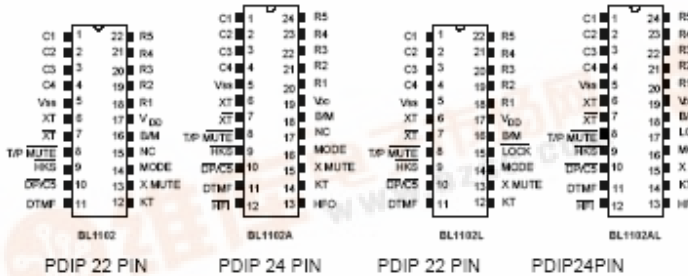 C1 1 22 R5
C2 2 21 R4
C3 3 20 R3
C4 4 19 R2
Vss 5 18 R1
XT 6 17 VDD
XT 7 16 B/M
T/P MUTE 8 15 NC
HKS 9 14 MODE
DP/C5 10 13 X MUTE
DTMF 11 12 KT
BL1102
PDIP 22 PIN
C1 1 24 R5
C2 2 23 R4
C3 3 22 R3
C4 4 21 R2
Vss 5 20 R1
XT 6 19 VDD
XT 7 18 B/M
T/P MUTE 8 17 NC
HKS 9 16 MODE
DP/C5 10 15 X MUTE
DTMF 11 14 KT
HFI 12 13 HFO
BL1102A
PDIP 24 PIN
C1 1 22 R5
C2 2 21 R4
C3 3 20 R3
C4 4 19 R2
Vss 5 18 R1
XT 6 17 VDD
XT 7 16 B/M
T/P MUTE 8 15 LOCK
HKS 9 14 MODE
DP/C5 10 13 X MUTE
DTMF 11 12 KT
BL1102L
PDIP 22 PIN
C1 1 24
C2 2 23
C3 3 22
C4 4 21
Vss 5 20
XT 6 19
XT 7 18
T/P MUTE 8 17
HKS 9 16
DP/C5 10 15
DTMF 11 14 KT
HFI 12 13
BL1102AL
PDIP24PIN